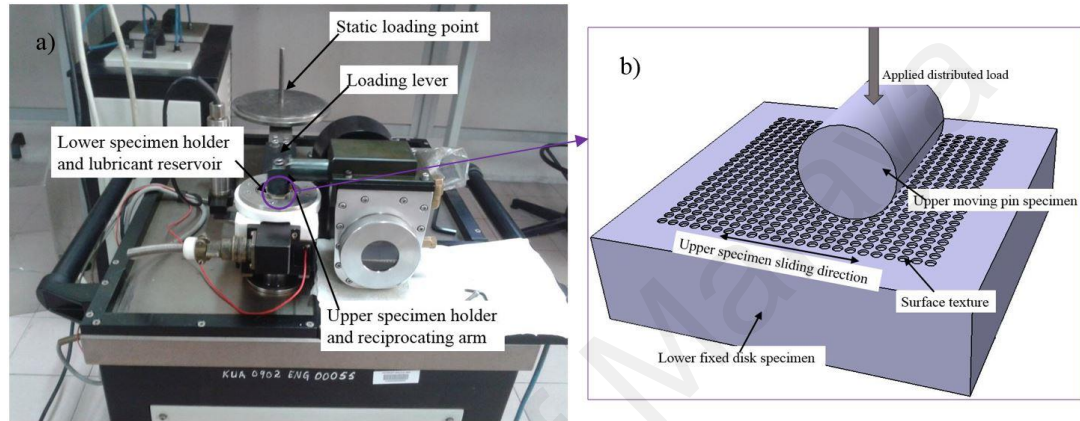 a)
Static loading point
Loading lever
Lower specimen holder
and lubricant reservoir
Upper specimen holder
and reciprocating arm
KUA 0902 ENG 00055
b)
Applied distributed load
Upper moving pin specimen
Upper specimen sliding direction
Surface texture
Lower fixed disk specimen